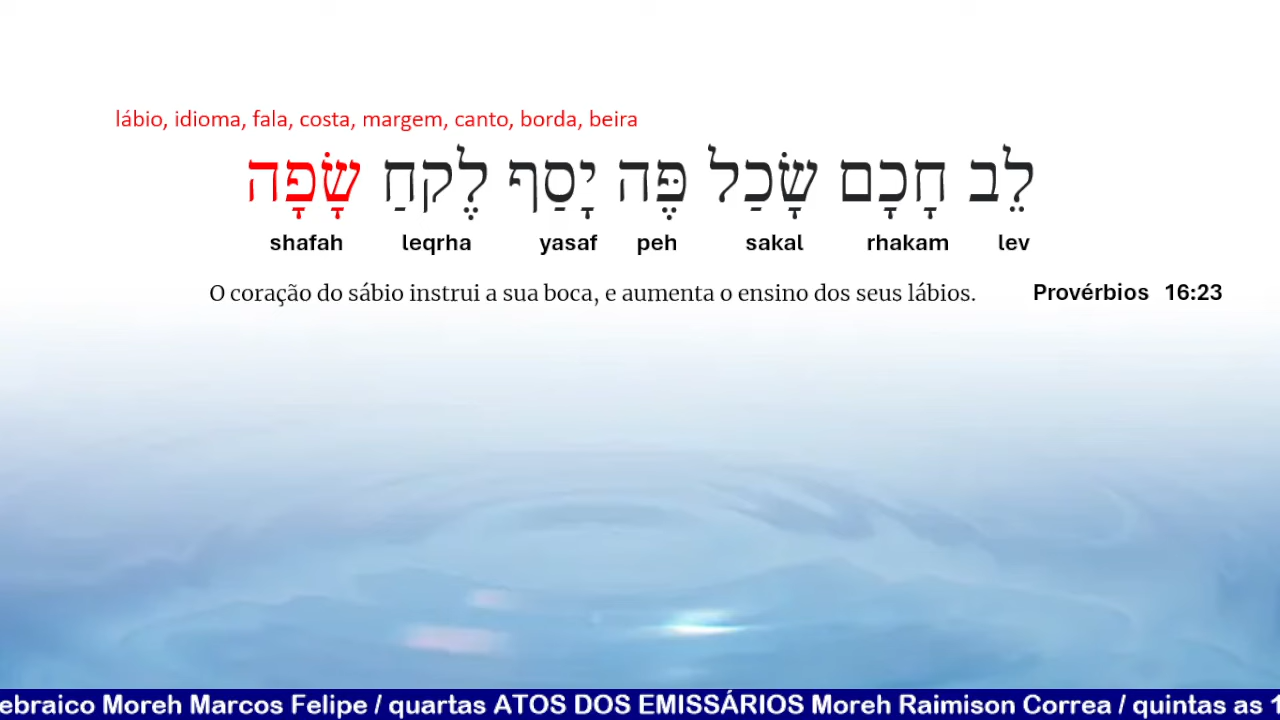 lábio, idioma, fala, costa, margem, canto, borda, beira
לֵב חָכָם שָׂכַל פֶּה יָסַף לֶקחַ שָׂפָה
shafah leqrha yasaf peh sakal rhakam lev
O coração do sábio instrui a sua boca, e aumenta o ensino dos seus lábios. Provérbios 16:23
ebraico Moreh Marcos Felipe / quartas ATOS DOS EMISSÁRIOS Moreh Raimison Correa / quintas as 1